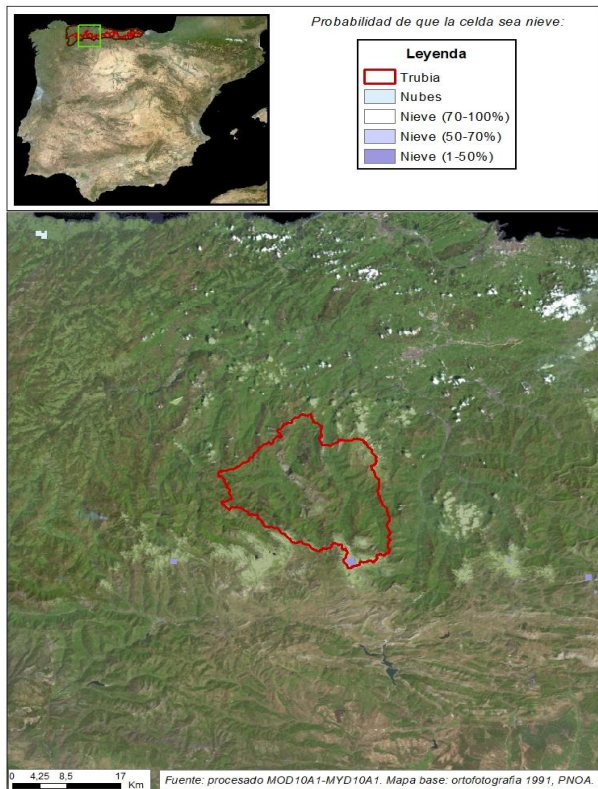 Probabilidad de que la celda sea nieve:
Leyenda
Trubia
Nubes
Nieve (70-100%)
Nieve (50-70%)
Nieve (1-50%)
0 4,25 8,5 17
Km
Fuente: procesado MOD10A1-MYD10A1. Mapa base: ortofotografia 1991, PNOA.